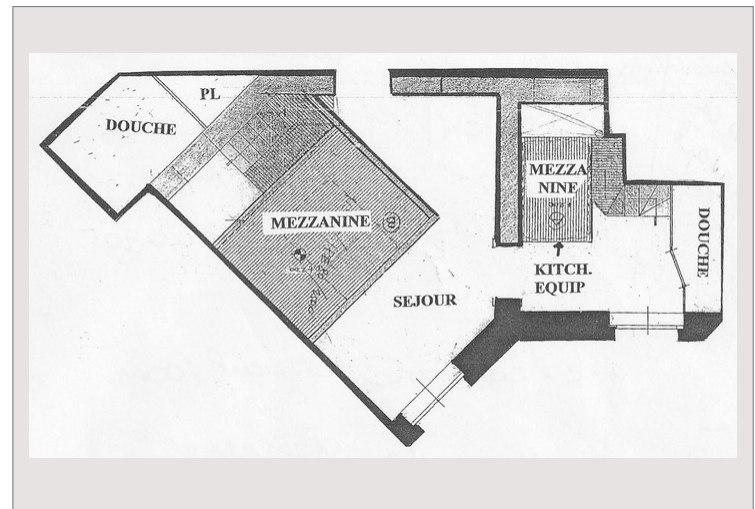 PL
DOUCHE
MEZZANINE
MEZZA
NINE
DOUCHE
KITCH.
EQUIP
SEJOUR